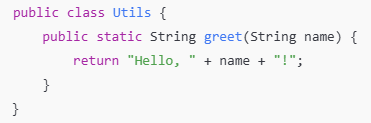 public class Utils {
    public static String greet(String name) {
        return "Hello, " + name + "!";
    }
}